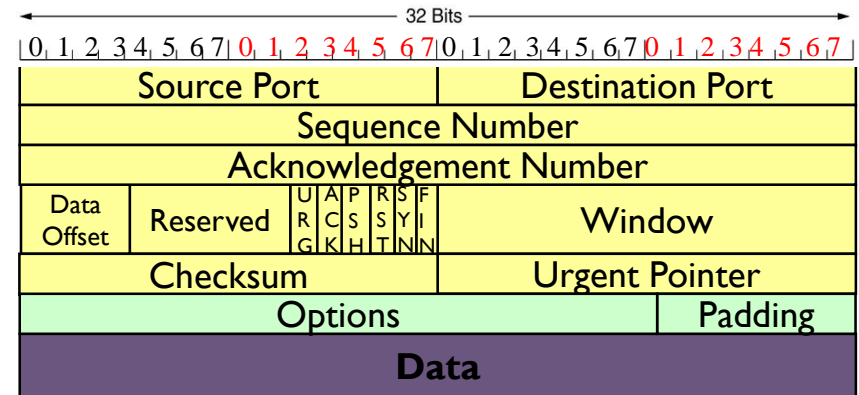 32 Bits
0 1 2 3 4 5 6 7 0 1 2 3 4 5 6 7 0 1 2 3 4 5 6 7 0 1 2 3 4 5 6 7
Source Port Destination Port
Sequence Number
Acknowledgement Number
Data Offset Reserved URG ACK PSH RST SYN FIN Window
Checksum Urgent Pointer
Options Padding
Data